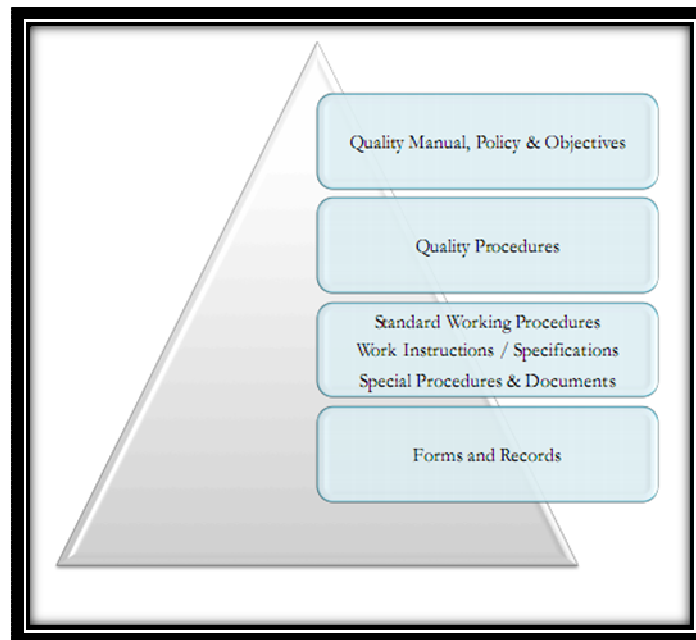 Quality Manual, Policy & Objectives
Quality Procedures
Standard Working Procedures
Work Instructions / Specifications
Special Procedures & Documents
Forms and Records